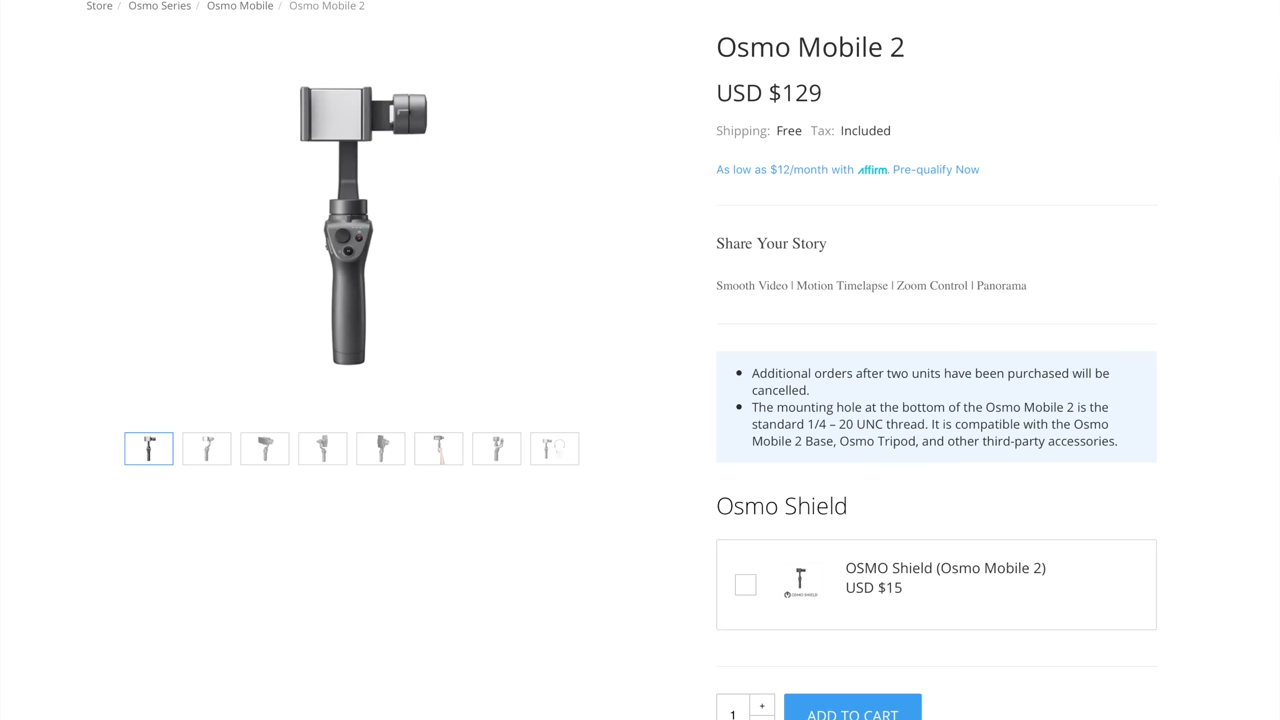 Store / Osmo Series / Osmo Mobile / Osmo Mobile 2
Osmo Mobile 2
USD $129
Shipping: Free Tax: Included
As low as $12/month with affirm. Pre-qualify Now
Share Your Story
Smooth Video | Motion Timelapse | Zoom Control | Panorama
Additional orders after two units have been purchased will be
cancelled.
The mounting hole at the bottom of the Osmo Mobile 2 is the
standard 1/4 – 20 UNC thread. It is compatible with the Osmo
Mobile 2 Base, Osmo Tripod, and other third-party accessories.
Osmo Shield
OSMO SHIELD
OSMO Shield (Osmo Mobile 2)
USD $15
1 +
ADD TO CART